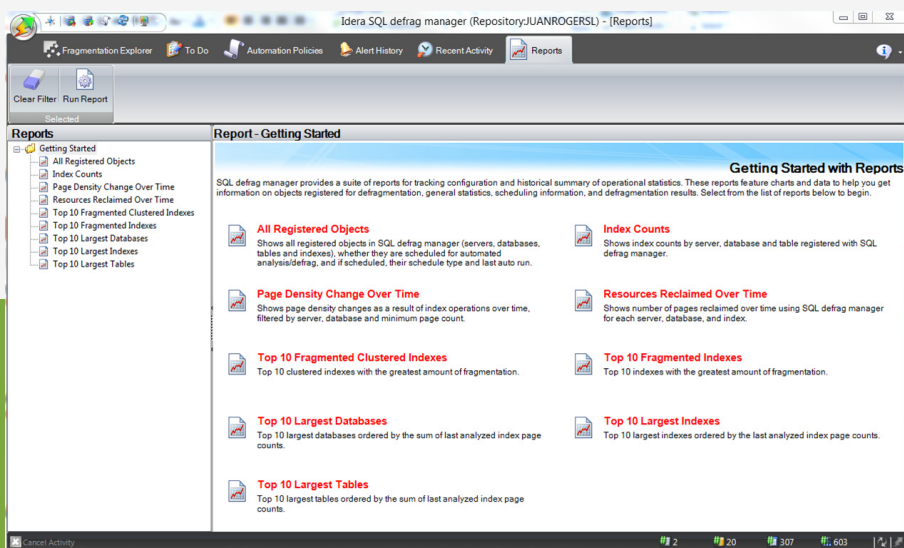 Idera SQL defrag manager (Repository:JUANROGERSL) - [Reports]
Fragmentation Explorer
To Do
Automation Policies
Alert History
Recent Activity
Reports
Clear Filter
Run Report
Selected
Reports
Getting Started
All Registered Objects
Index Counts
Page Density Change Over Time
Resources Reclaimed Over Time
Top 10 Fragmented Clustered Indexes
Top 10 Fragmented Indexes
Top 10 Largest Databases
Top 10 Largest Indexes
Top 10 Largest Tables
Report - Getting Started
Getting Started with Reports
SQL defrag manager provides a suite of reports for tracking configuration and historical summary of operational statistics. These reports feature charts and data to help you get
information on objects registered for defragmentation, general statistics, scheduling information, and defragmentation results. Select from the list of reports below to begin.
All Registered Objects
Shows all registered objects in SQL defrag manager (servers, databases,
tables and indexes), whether they are scheduled for automated
analysis/defrag, and if scheduled, their schedule type and last auto run.
Index Counts
Shows index counts by server, database and table registered with SQL
defrag manager.
Page Density Change Over Time
Shows page density changes as a result of index operations over time,
filtered by server, database and minimum page count.
Resources Reclaimed Over Time
Shows number of pages reclaimed over time using SQL defrag manager
for each server, database, and index.
Top 10 Fragmented Clustered Indexes
Top 10 clustered indexes with the greatest amount of fragmentation.
Top 10 Fragmented Indexes
Top 10 indexes with the greatest amount of fragmentation.
Top 10 Largest Databases
Top 10 largest databases ordered by the sum of last analyzed index page
counts.
Top 10 Largest Indexes
Top 10 largest indexes ordered by the last analyzed index page counts.
Top 10 Largest Tables
Top 10 largest tables ordered by the sum of last analyzed index page
counts.
Cancel Activity
2
20
307
603